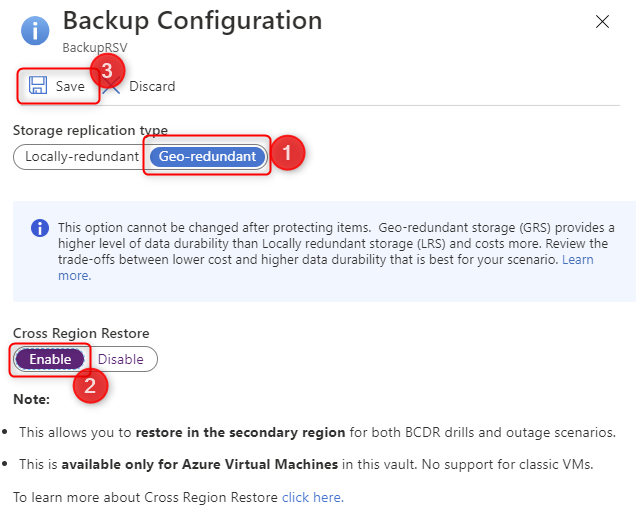 Backup Configuration
BackupRSV
3
Save
Discard
Storage replication type
Locally-redundant
Geo-redundant
1
This option cannot be changed after protecting items. Geo-redundant storage (GRS) provides a
higher level of data durability than Locally redundant storage (LRS) and costs more. Review the
trade-offs between lower cost and higher data durability that is best for your scenario. Learn
more.
Cross Region Restore
Enable
Disable
2
Note:
• This allows you to restore in the secondary region for both BCDR drills and outage scenarios.
• This is available only for Azure Virtual Machines in this vault. No support for classic VMs.
To learn more about Cross Region Restore click here.